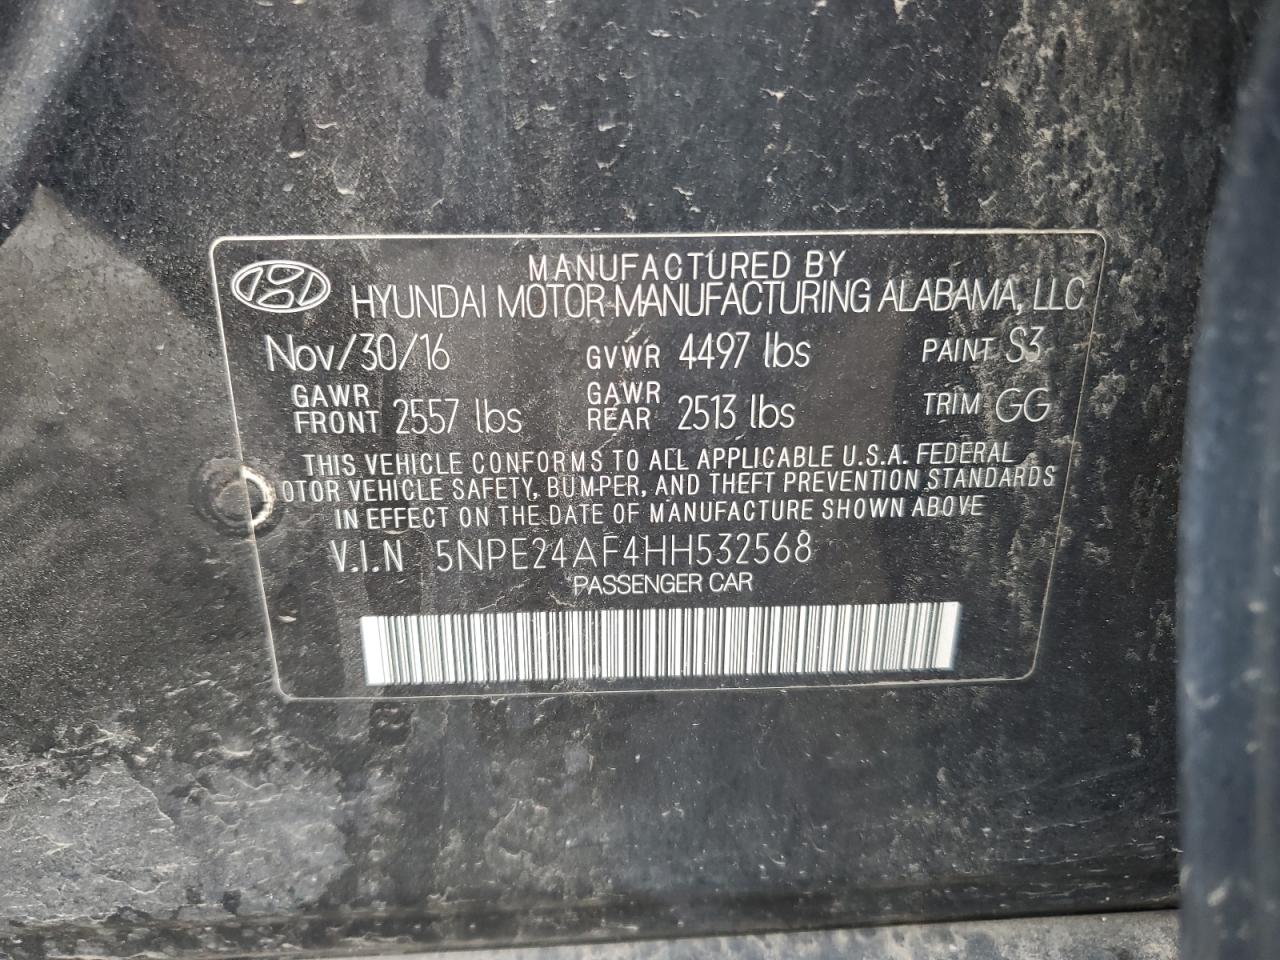 MANUFACTURED BY
HYUNDAI MOTOR MANUFACTURING ALABAMA, LLC
Nov/30/16 GVWR 4497 lbs PAINT S3
GAWR FRONT 2557 lbs GAWR REAR 2513 lbs TRIM GG
THIS VEHICLE CONFORMS TO ALL APPLICABLE U.S.A. FEDERAL
OTOR VEHICLE SAFETY, BUMPER, AND THEFT PREVENTION STANDARDS
IN EFFECT ON THE DATE OF MANUFACTURE SHOWN ABOVE
V.I.N 5NPE24AF4HH532568
PASSENGER CAR